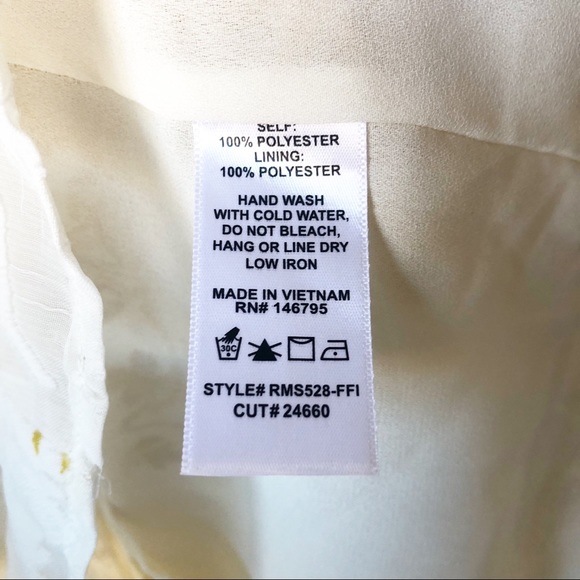 SELF:
100% POLYESTER
LINING:
100% POLYESTER
HAND WASH
WITH COLD WATER,
DO NOT BLEACH,
HANG OR LINE DRY
LOW IRON
MADE IN VIETNAM
RN# 146795
30C
STYLE# RMS528-FFI
CUT# 24660